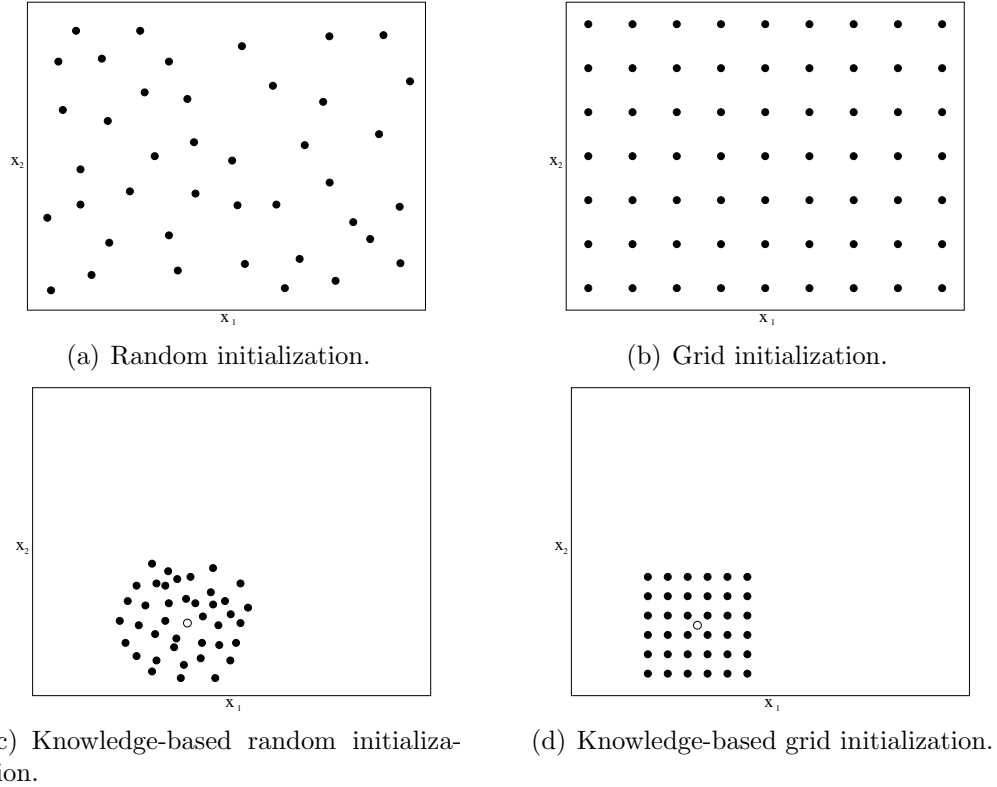 x2
x1
(a) Random initialization.
x2
x1
(b) Grid initialization.
x2
x1
c) Knowledge-based random initializa-
ion.
x2
x1
(d) Knowledge-based grid initialization.